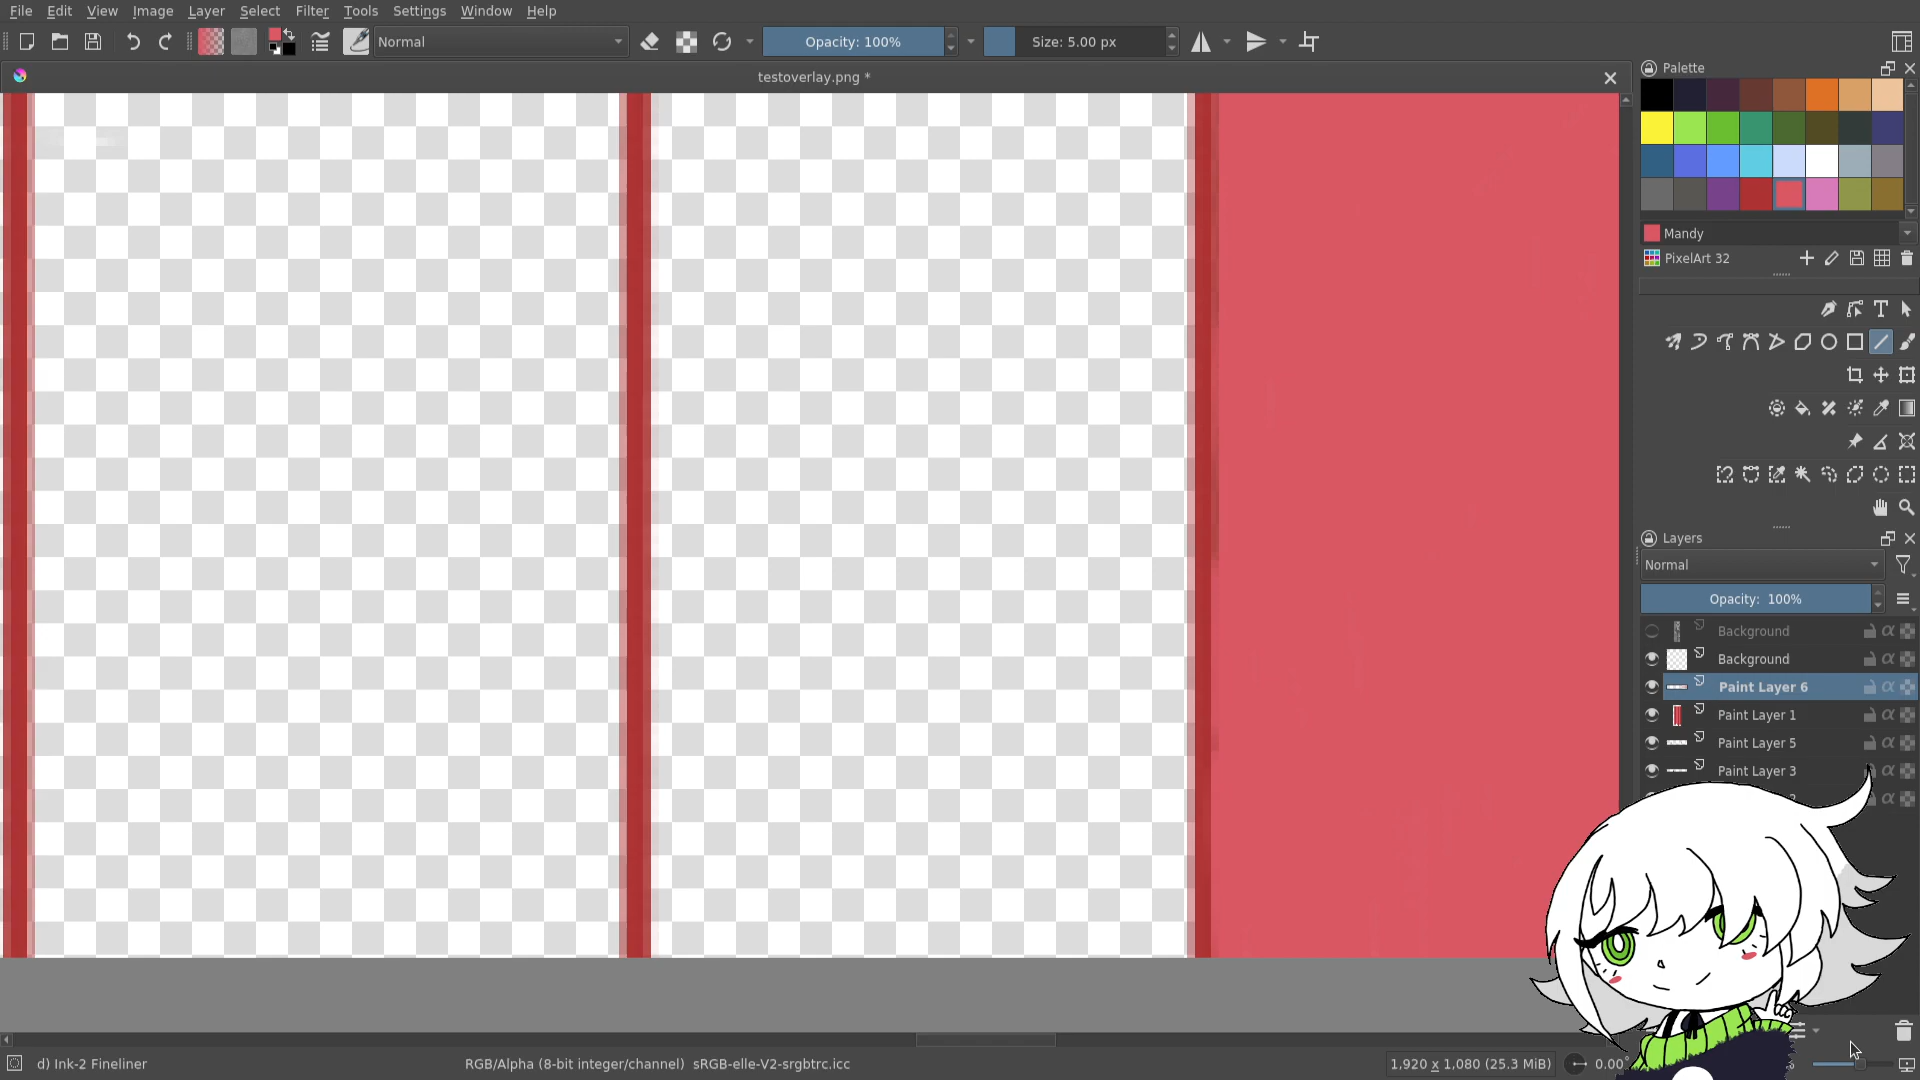 File Edit View Image Layer Select Filter Tools Settings Window Help
Normal Opacity: 100% Size: 5.00 px
testoverlay.png *
Palette
Mandy
PixelArt 32
Layers
Normal
Opacity: 100%
Background
Background
Paint Layer 6
Paint Layer 1
Paint Layer 5
Paint Layer 3
d) Ink-2 Fineliner RGB/Alpha (8-bit integer/channel) sRGB-elle-V2-srgbtrc.icc 1,920 x 1,080 (25.3 MiB) 0.00°